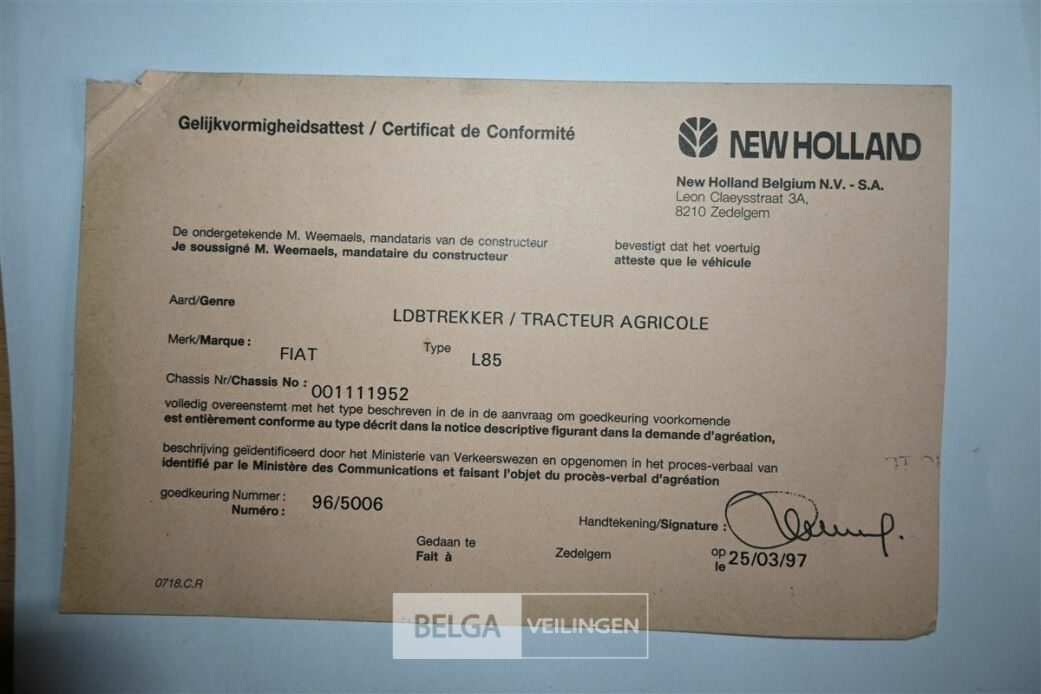 Gelijkvormigheidsattest / Certificat de Conformité
NEW HOLLAND
New Holland Belgium N.V. - S.A.
Leon Claeysstraat 3A,
8210 Zedelgem
De ondergetekende M. Weemaels, mandataris van de constructeur
Je soussigné M. Weemaels, mandataire du constructeur
bevestigt dat het voertuig
atteste que le véhicule
Aard/Genre
LDBTREKKER / TRACTEUR AGRICOLE
Merk/Marque : FIAT Type L85
Chassis Nr/Chassis No : 001111952
volledig overeenstemt met het type beschreven in de in de aanvraag om goedkeuring voorkomende
est entièrement conforme au type décrit dans la notice descriptive figurant dans la demande d'agréation,
beschrijving geïdentificeerd door het Ministerie van Verkeerswezen en opgenomen in het proces-verbaal van
identifié par le Ministère des Communications et faisant l'objet du procès-verbal d'agréation
goedkeuring Nummer :
Numéro : 96/5006
Handtekening/Signature :
Gedaan te
Fait à
Zedelgem
op
le 25/03/97
0718.C.R
BELGA VEILINGEN